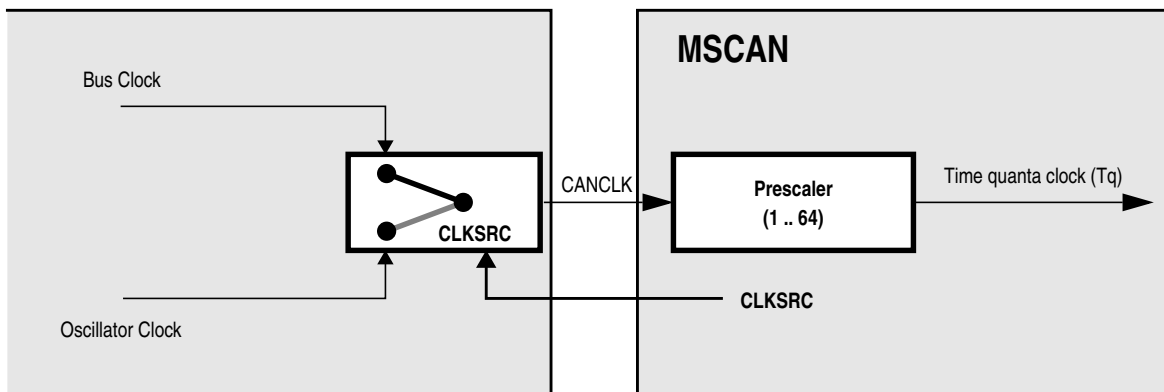 MSCAN
Bus Clock
CANCLK
Prescaler
(1 .. 64)
Time quanta clock (Tq)
CLKSRC
CLKSRC
Oscillator Clock